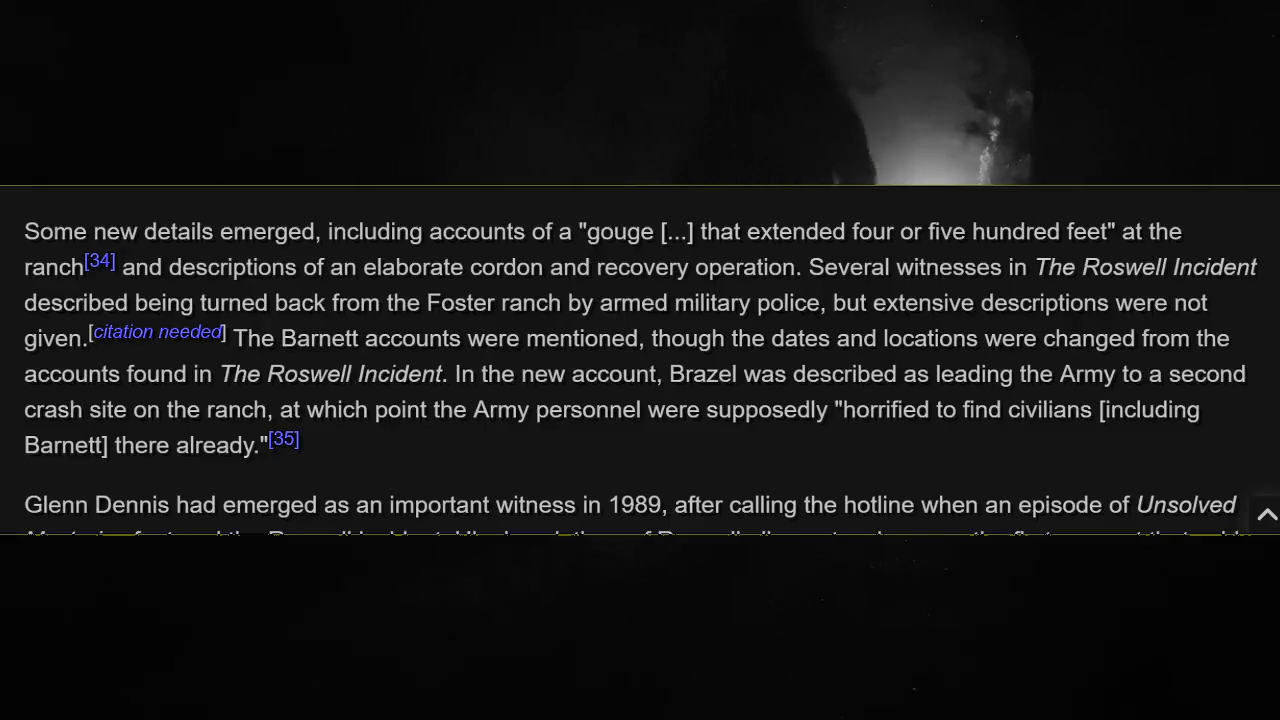 Some new details emerged, including accounts of a "gouge [...] that extended four or five hundred feet" at the
ranch[34] and descriptions of an elaborate cordon and recovery operation. Several witnesses in The Roswell Incident
described being turned back from the Foster ranch by armed military police, but extensive descriptions were not
given.[citation needed] The Barnett accounts were mentioned, though the dates and locations were changed from the
accounts found in The Roswell Incident. In the new account, Brazel was described as leading the Army to a second
crash site on the ranch, at which point the Army personnel were supposedly "horrified to find civilians [including
Barnett] there already."[35]
Glenn Dennis had emerged as an important witness in 1989, after calling the hotline when an episode of Unsolved